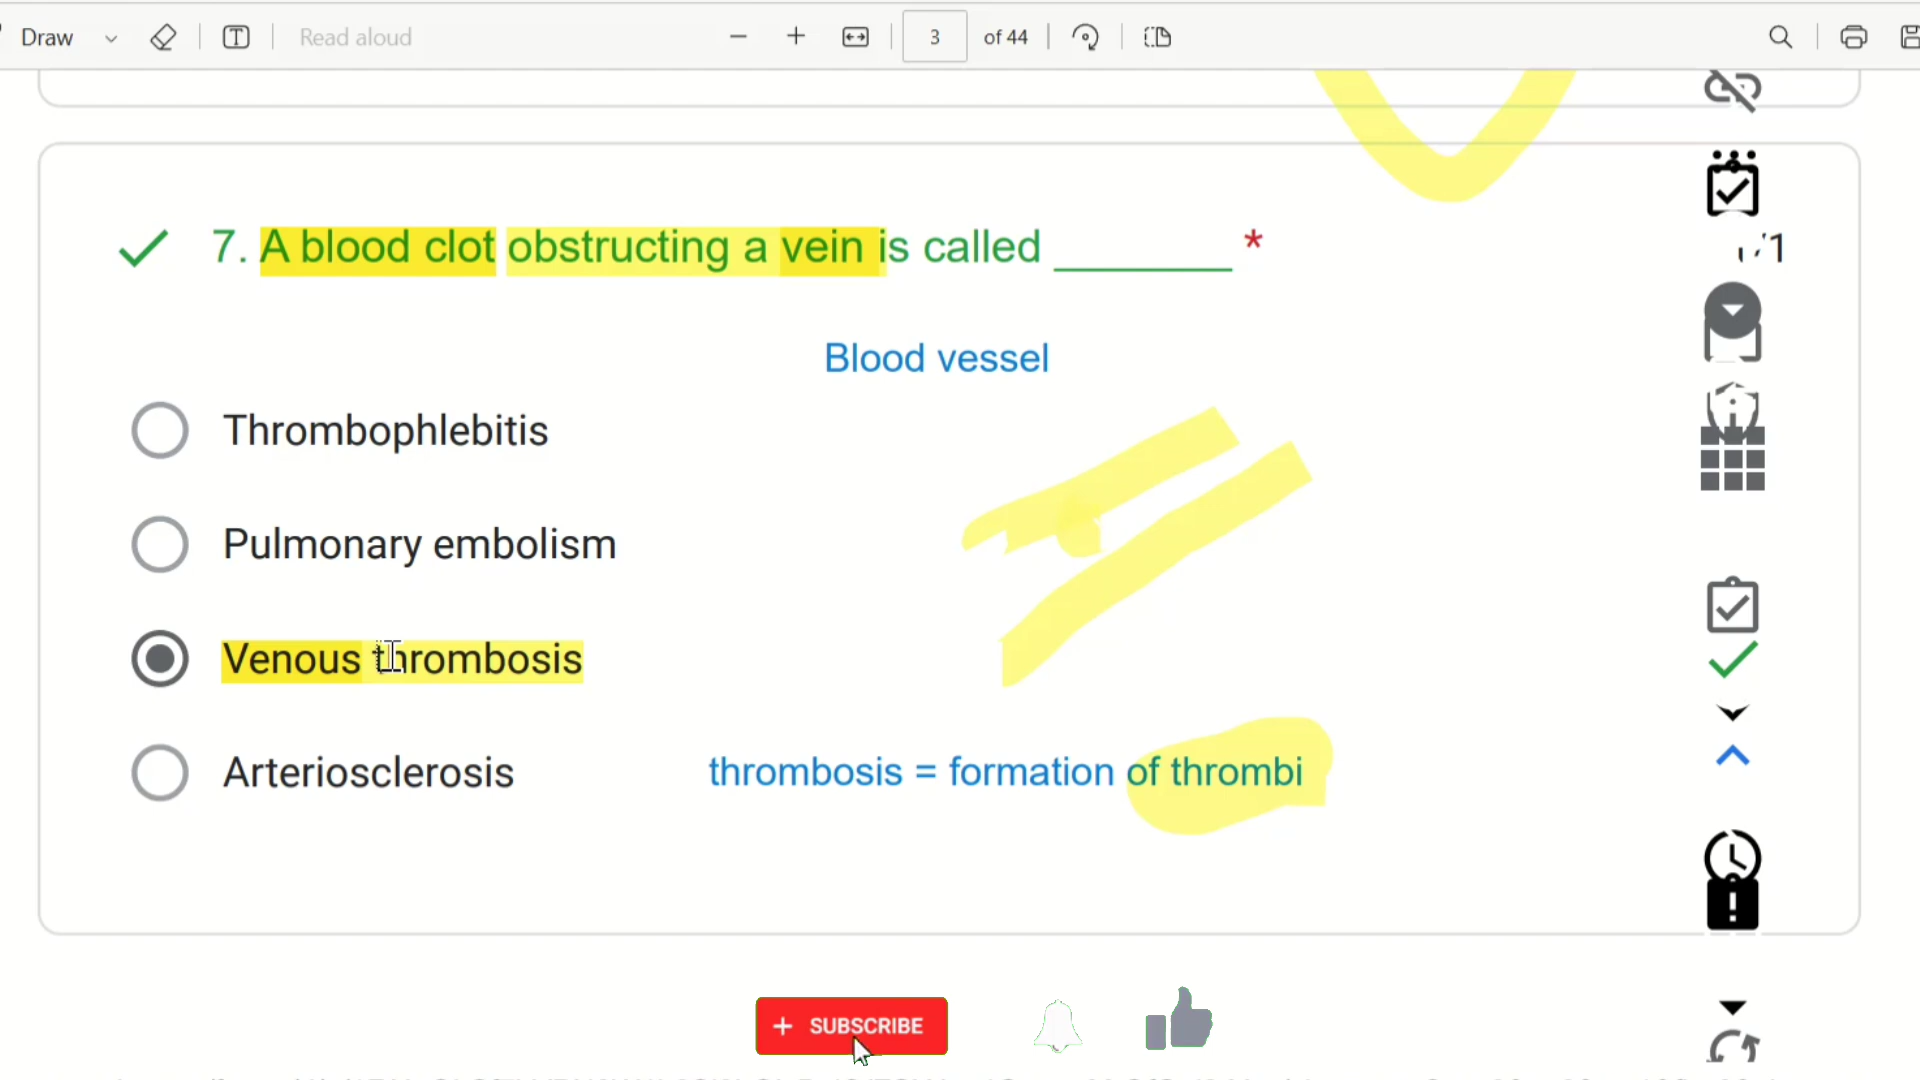 Draw Read aloud 3 of 44
7. A blood clot obstructing a vein is called ________ *
Blood vessel
Thrombophlebitis
Pulmonary embolism
Venous thrombosis
Arteriosclerosis thrombosis = formation of thrombi
+ SUBSCRIBE